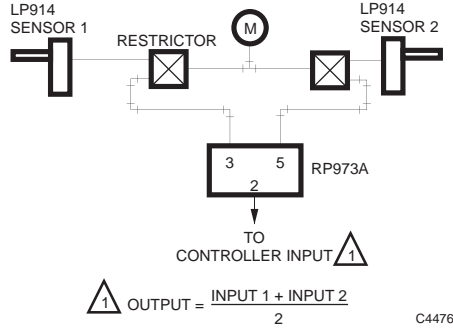 LP914
SENSOR 1
LP914
SENSOR 2
RESTRICTOR
M
3 5
RP973A
2
TO
CONTROLLER INPUT 1
1 OUTPUT = INPUT 1 + INPUT 2
2
C4476